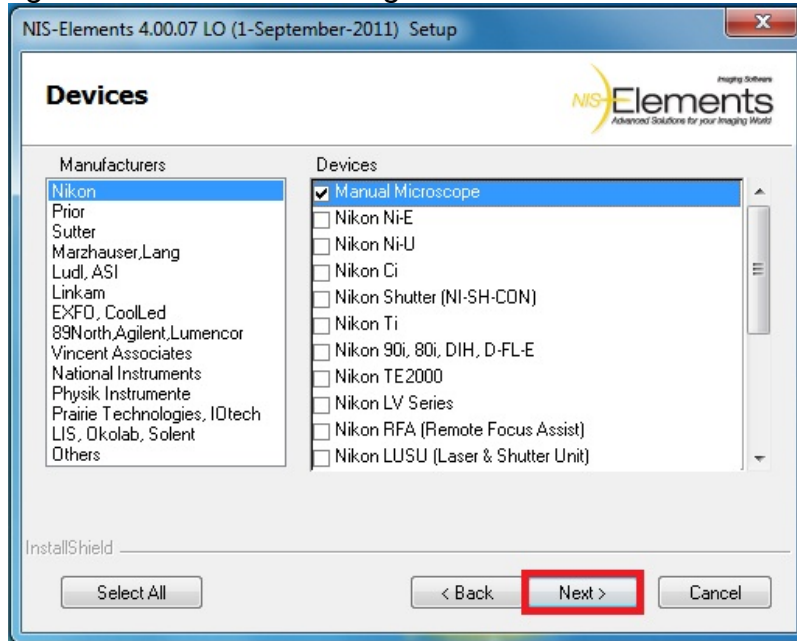 NIS-Elements 4.00.07 LO (1-September-2011) Setup
Devices
Imaging Software
NIS Elements
Advanced Solutions for your Imaging World
Manufacturers
Nikon
Prior
Sutter
Marzhauser,Lang
Ludl, ASI
Linkam
EXFO, CoolLed
89North,Agilent,Lumencor
Vincent Associates
National Instruments
Physik Instrumente
Prairie Technologies, IOtech
LIS, Okolab, Solent
Others
Devices
Manual Microscope
Nikon Ni-E
Nikon Ni-U
Nikon Ci
Nikon Shutter (NI-SH-CON)
Nikon Ti
Nikon 90i, 80i, DIH, D-FL-E
Nikon TE2000
Nikon LV Series
Nikon RFA (Remote Focus Assist)
Nikon LUSU (Laser & Shutter Unit)
InstallShield
Select All
< Back
Next >
Cancel